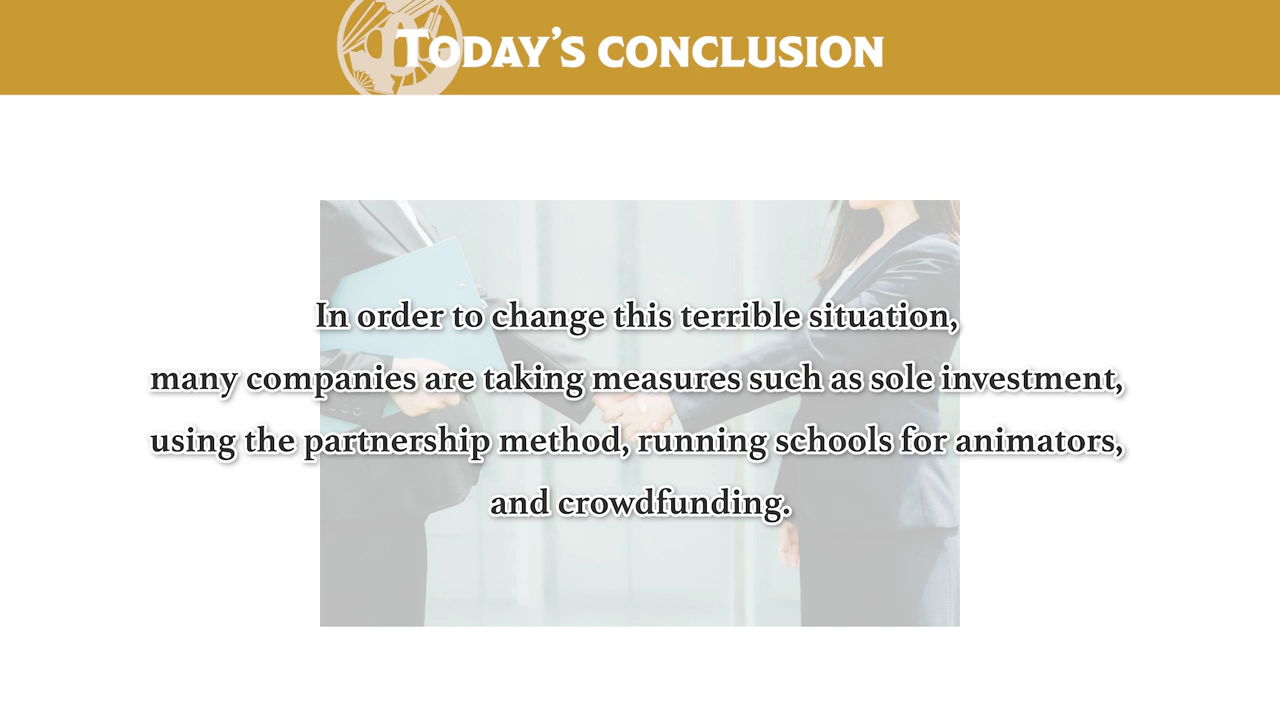 Today's conclusion
In order to change this terrible situation,
many companies are taking measures such as sole investment,
using the partnership method, running schools for animators,
and crowdfunding.